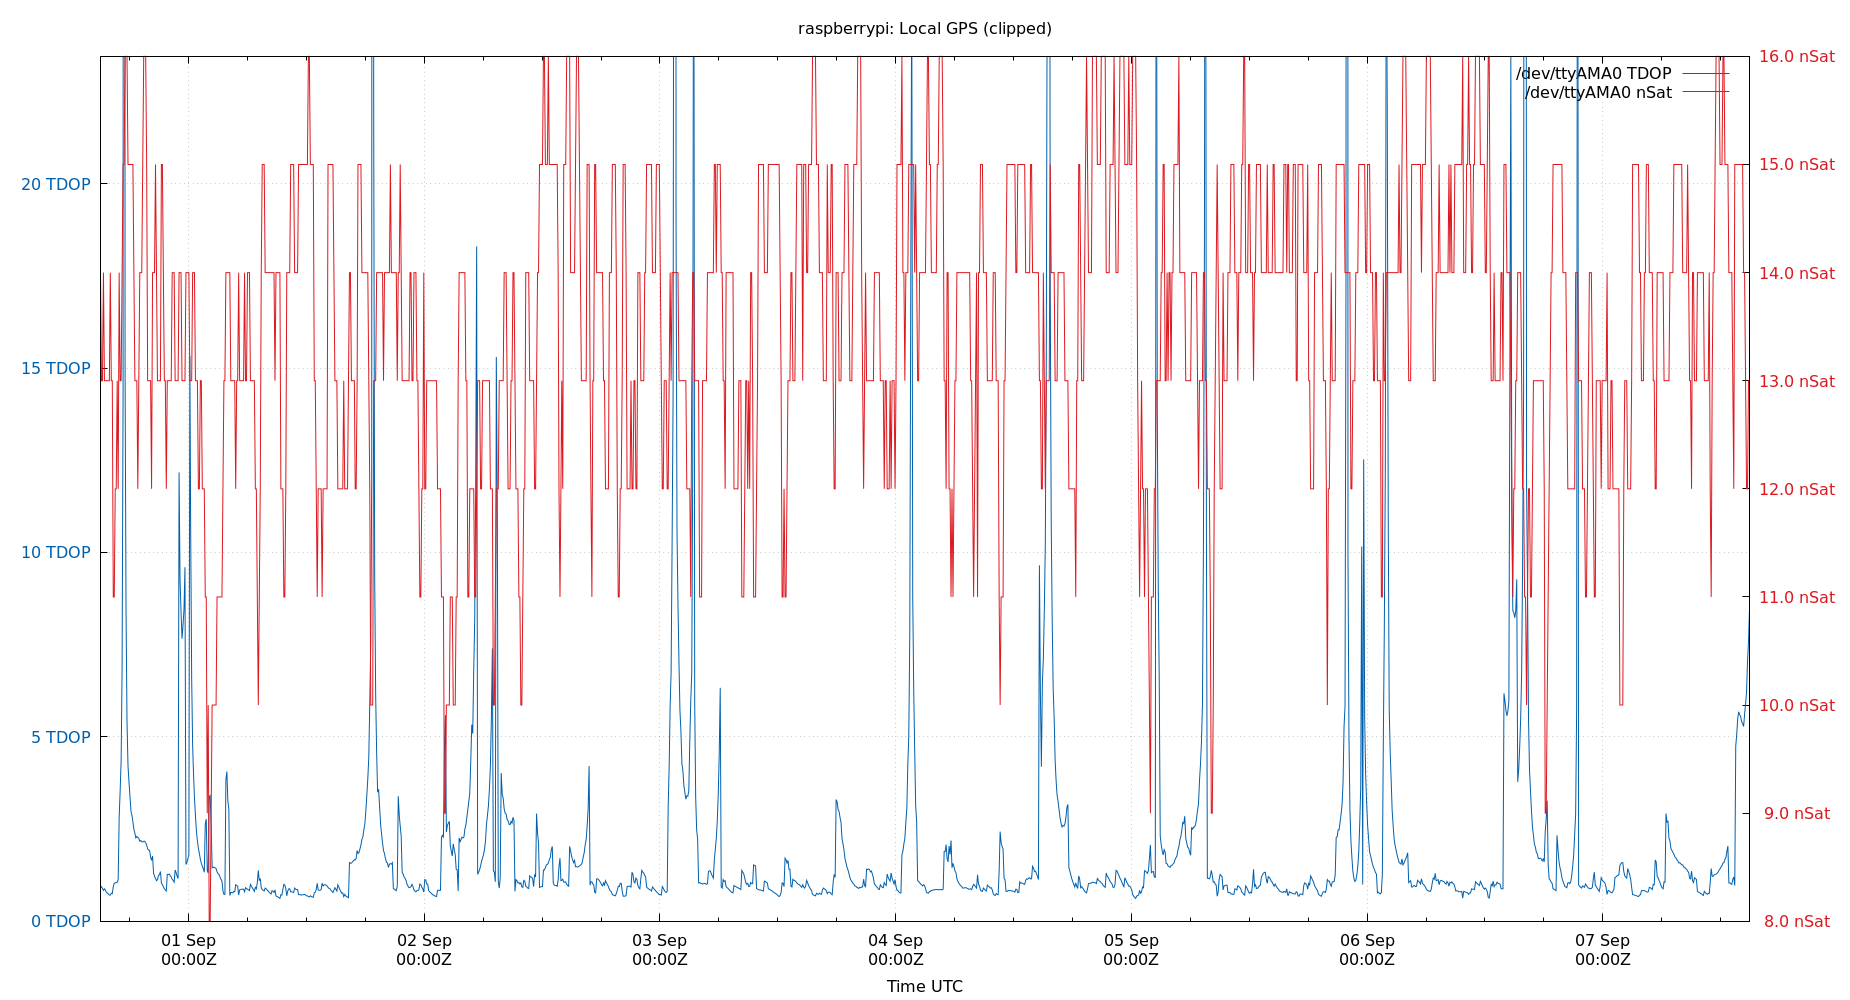 raspberrypi: Local GPS (clipped)
/dev/ttyAMA0 TDOP
/dev/ttyAMA0 nSat
20 TDOP
15 TDOP
10 TDOP
5 TDOP
0 TDOP
16.0 nSat
15.0 nSat
14.0 nSat
13.0 nSat
12.0 nSat
11.0 nSat
10.0 nSat
9.0 nSat
8.0 nSat
01 Sep 02 Sep 03 Sep 04 Sep 05 Sep 06 Sep 07 Sep
00:00Z 00:00Z 00:00Z 00:00Z 00:00Z 00:00Z 00:00Z
Time UTC